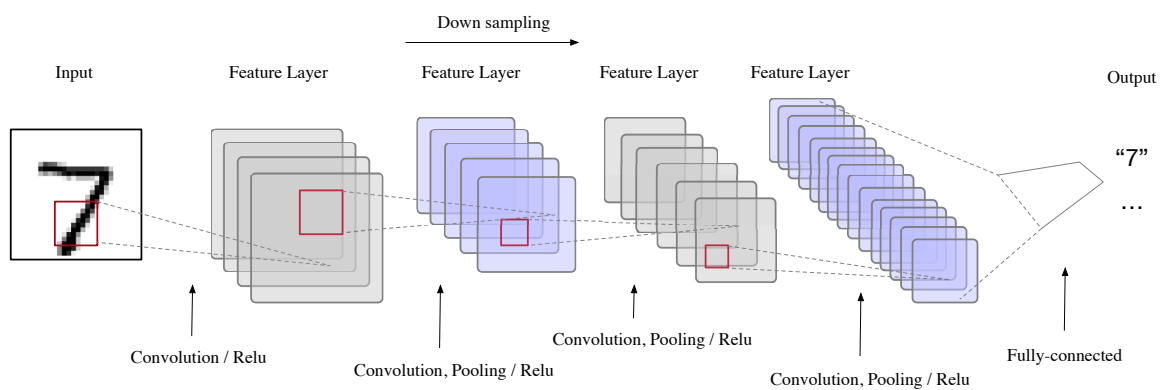 Down sampling
Input
Feature Layer
Feature Layer
Feature Layer
Feature Layer
Output
“7”
...
Convolution / Relu
Convolution, Pooling / Relu
Convolution, Pooling / Relu
Convolution, Pooling / Relu
Fully-connected